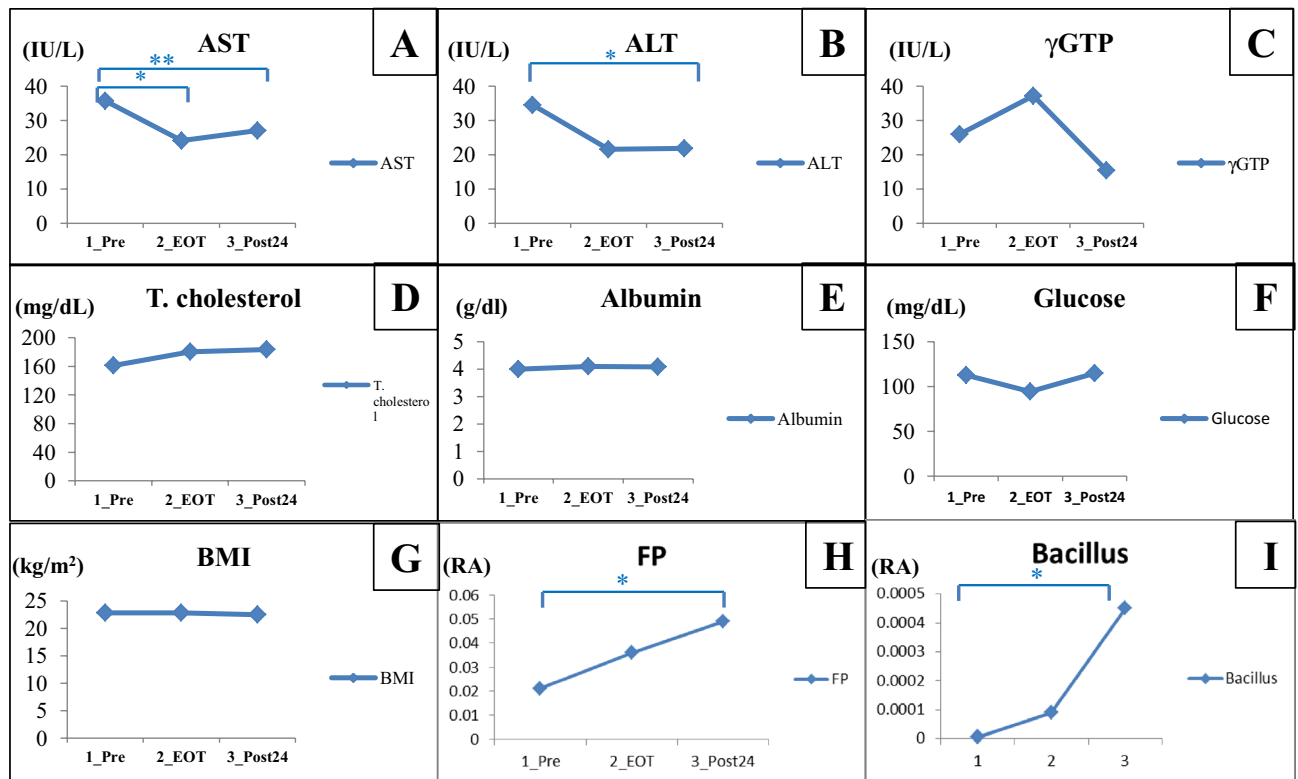 AST
A
(IU/L)
**
*
40
30
20
10
0
1_Pre 2_EOT 3_Post24
AST
ALT
B
(IU/L)
*
40
30
20
10
0
1_Pre 2_EOT 3_Post24
ALT
γGTP
C
(IU/L)
40
30
20
10
0
1_Pre 2_EOT 3_Post24
γGTP
T. cholesterol
D
(mg/dL)
200
160
120
80
40
0
1_Pre 2_EOT 3_Post24
T.
cholestero
l
Albumin
E
(g/dl)
5
4
3
2
1
0
1_Pre 2_EOT 3_Post24
Albumin
Glucose
F
(mg/dL)
150
100
50
0
1_Pre 2_EOT 3_Post24
Glucose
BMI
G
(kg/m²)
25
20
15
10
5
0
1_Pre 2_EOT 3_Post24
BMI
FP
H
(RA)
*
0.06
0.05
0.04
0.03
0.02
0.01
0
1_Pre 2_EOT 3_Post24
FP
Bacillus
I
(RA)
*
0.0005
0.0004
0.0003
0.0002
0.0001
0
1 2 3
Bacillus